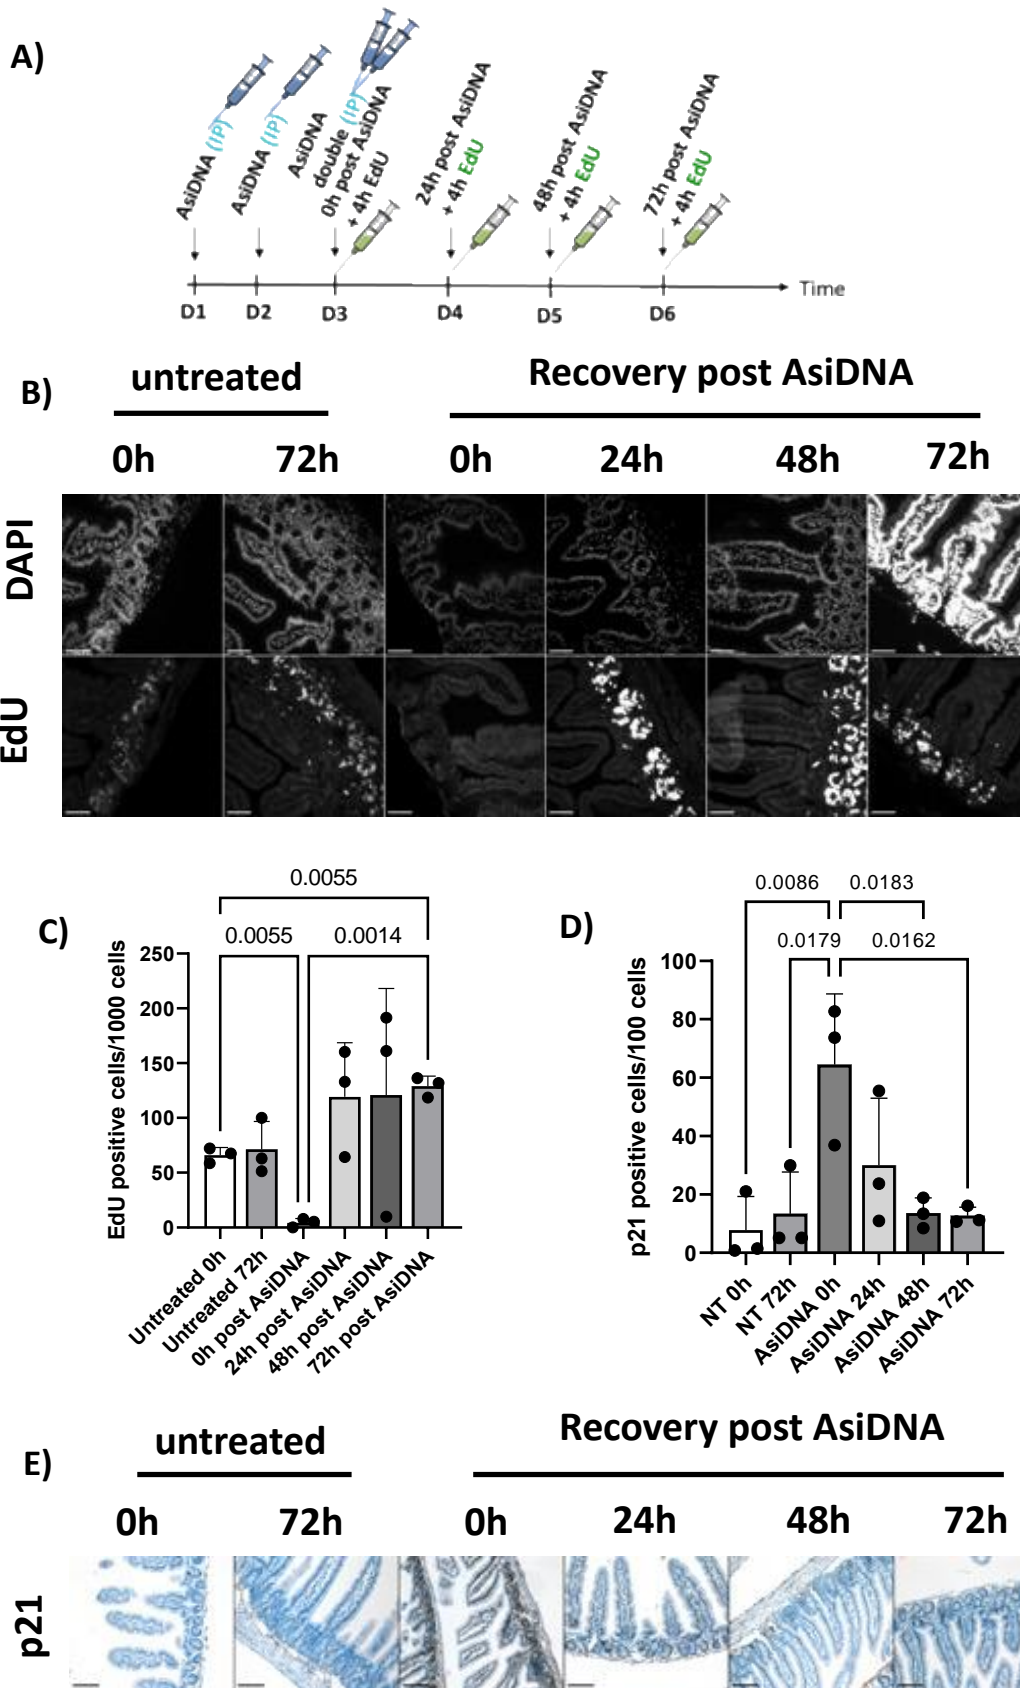 A)
AsiDNA (IP)
AsiDNA (IP)
AsiDNA
double (IP)
0h post AsiDNA
+ 4h EdU
24h post AsiDNA
+ 4h EdU
48h post AsiDNA
+ 4h EdU
72h post AsiDNA
+ 4h EdU
Time
D1 D2 D3 D4 D5 D6
B)
untreated Recovery post AsiDNA
0h 72h 0h 24h 48h 72h
DAPI
EdU
C)
0.0055
0.0055 0.0014
EdU positive cells/1000 cells
250
200
150
100
50
0
Untreated 0h
Untreated 72h
0h post AsiDNA
24h post AsiDNA
48h post AsiDNA
72h post AsiDNA
D)
0.0086 0.0183
0.0179 0.0162
p21 positive cells/100 cells
100
80
60
40
20
0
NT 0h
NT 72h
AsiDNA 0h
AsiDNA 24h
AsiDNA 48h
AsiDNA 72h
E)
untreated Recovery post AsiDNA
0h 72h 0h 24h 48h 72h
p21